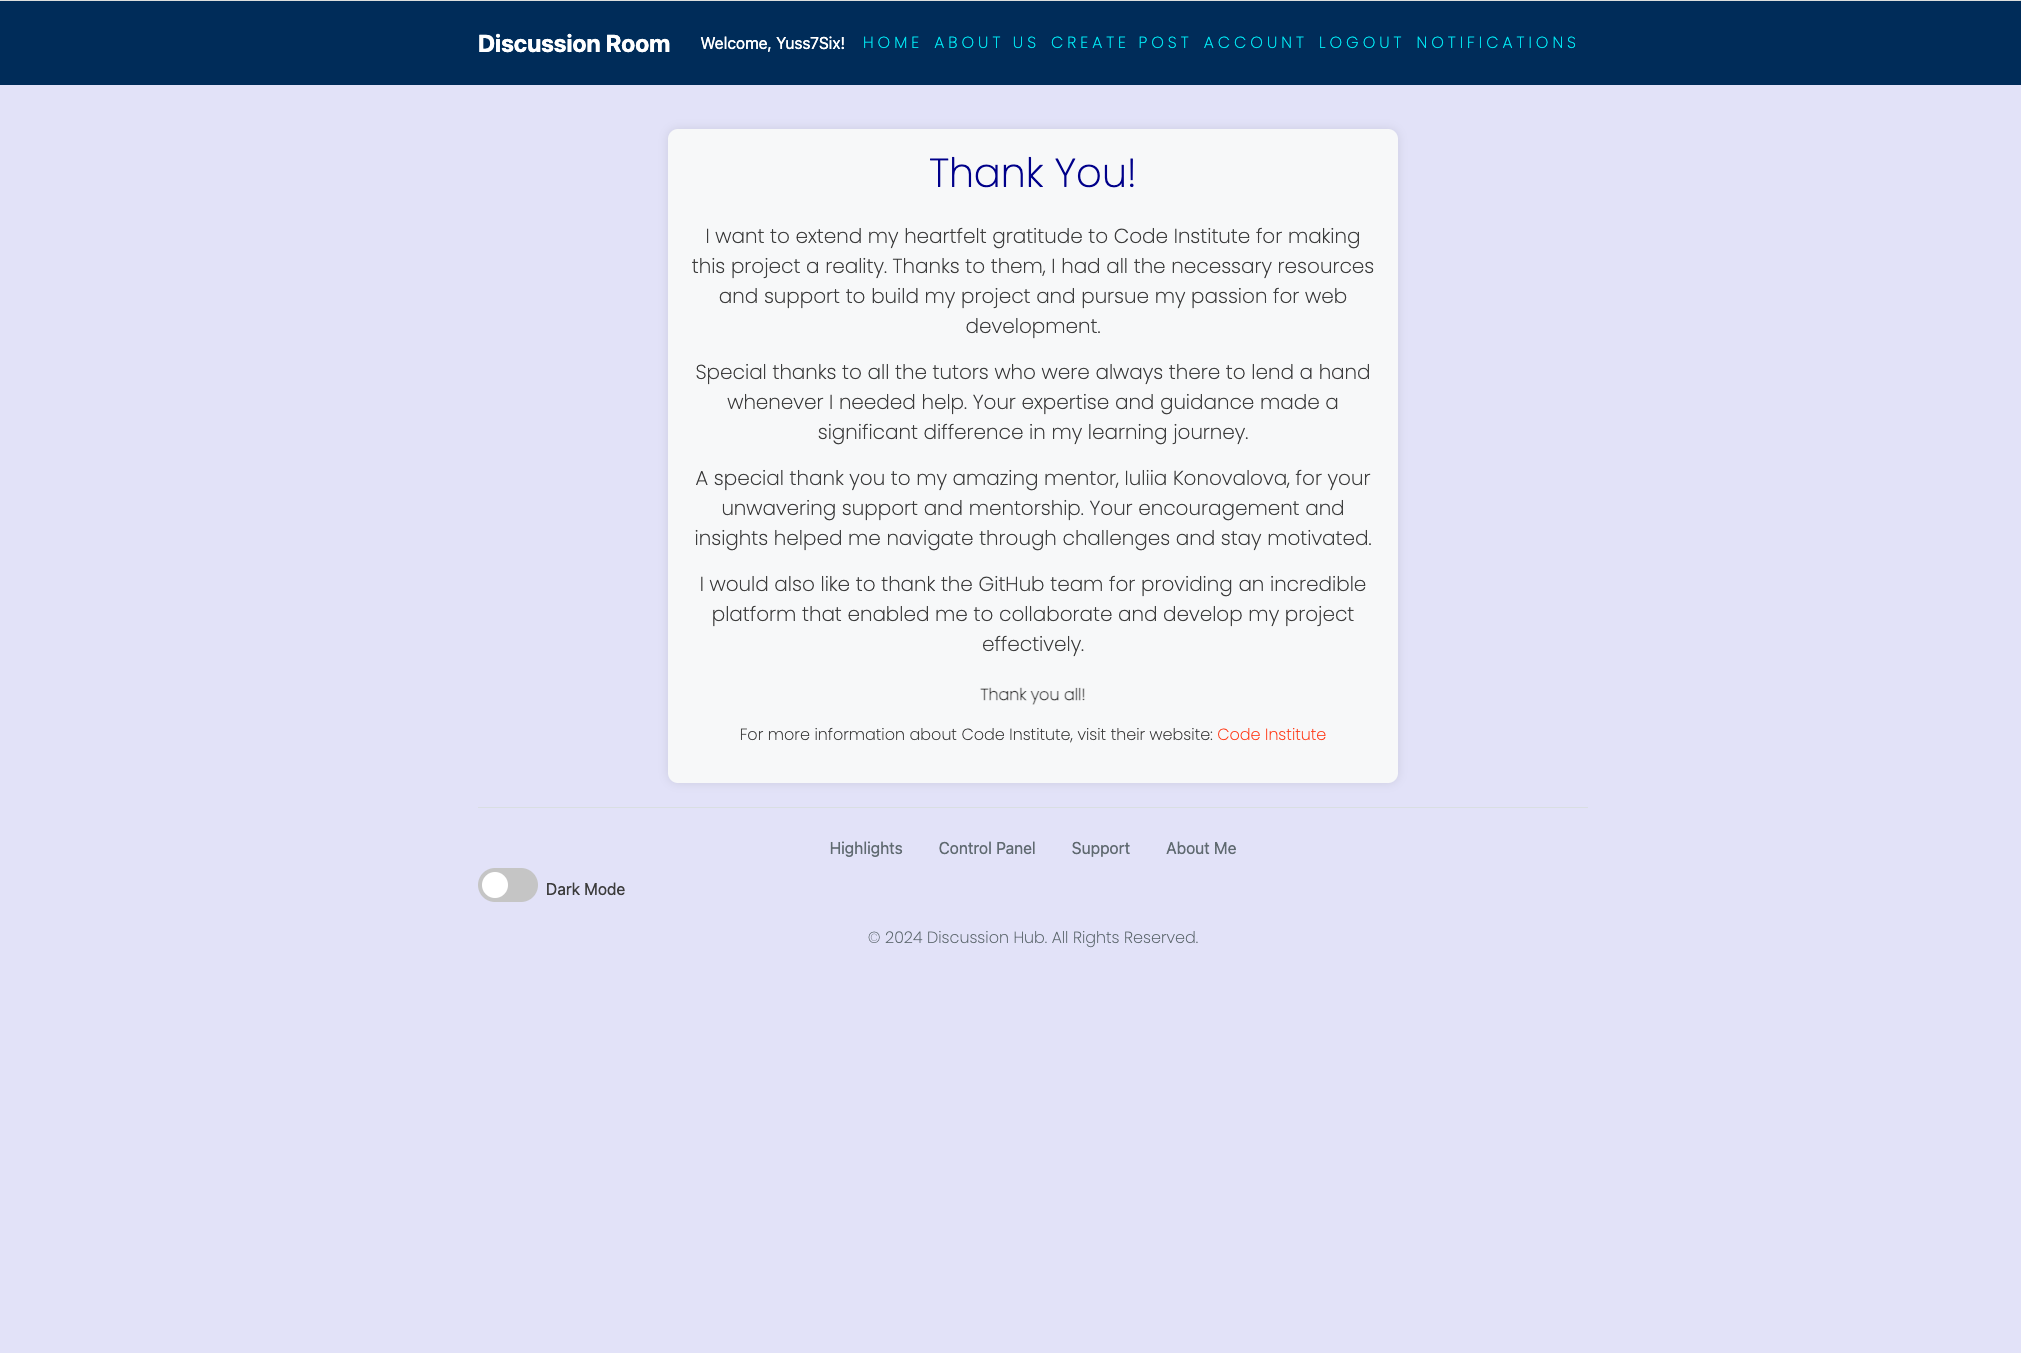 Discussion Room
Welcome, Yuss7Six! HOME ABOUT US CREATE POST ACCOUNT LOGOUT NOTIFICATIONS
Thank You!
I want to extend my heartfelt gratitude to Code Institute for making
this project a reality. Thanks to them, I had all the necessary resources
and support to build my project and pursue my passion for web
development.
Special thanks to all the tutors who were always there to lend a hand
whenever I needed help. Your expertise and guidance made a
significant difference in my learning journey.
A special thank you to my amazing mentor, Iuliia Konovalova, for your
unwavering support and mentorship. Your encouragement and
insights helped me navigate through challenges and stay motivated.
I would also like to thank the GitHub team for providing an incredible
platform that enabled me to collaborate and develop my project
effectively.
Thank you all!
For more information about Code Institute, visit their website: Code Institute
Highlights Control Panel Support About Me
Dark Mode
© 2024 Discussion Hub. All Rights Reserved.